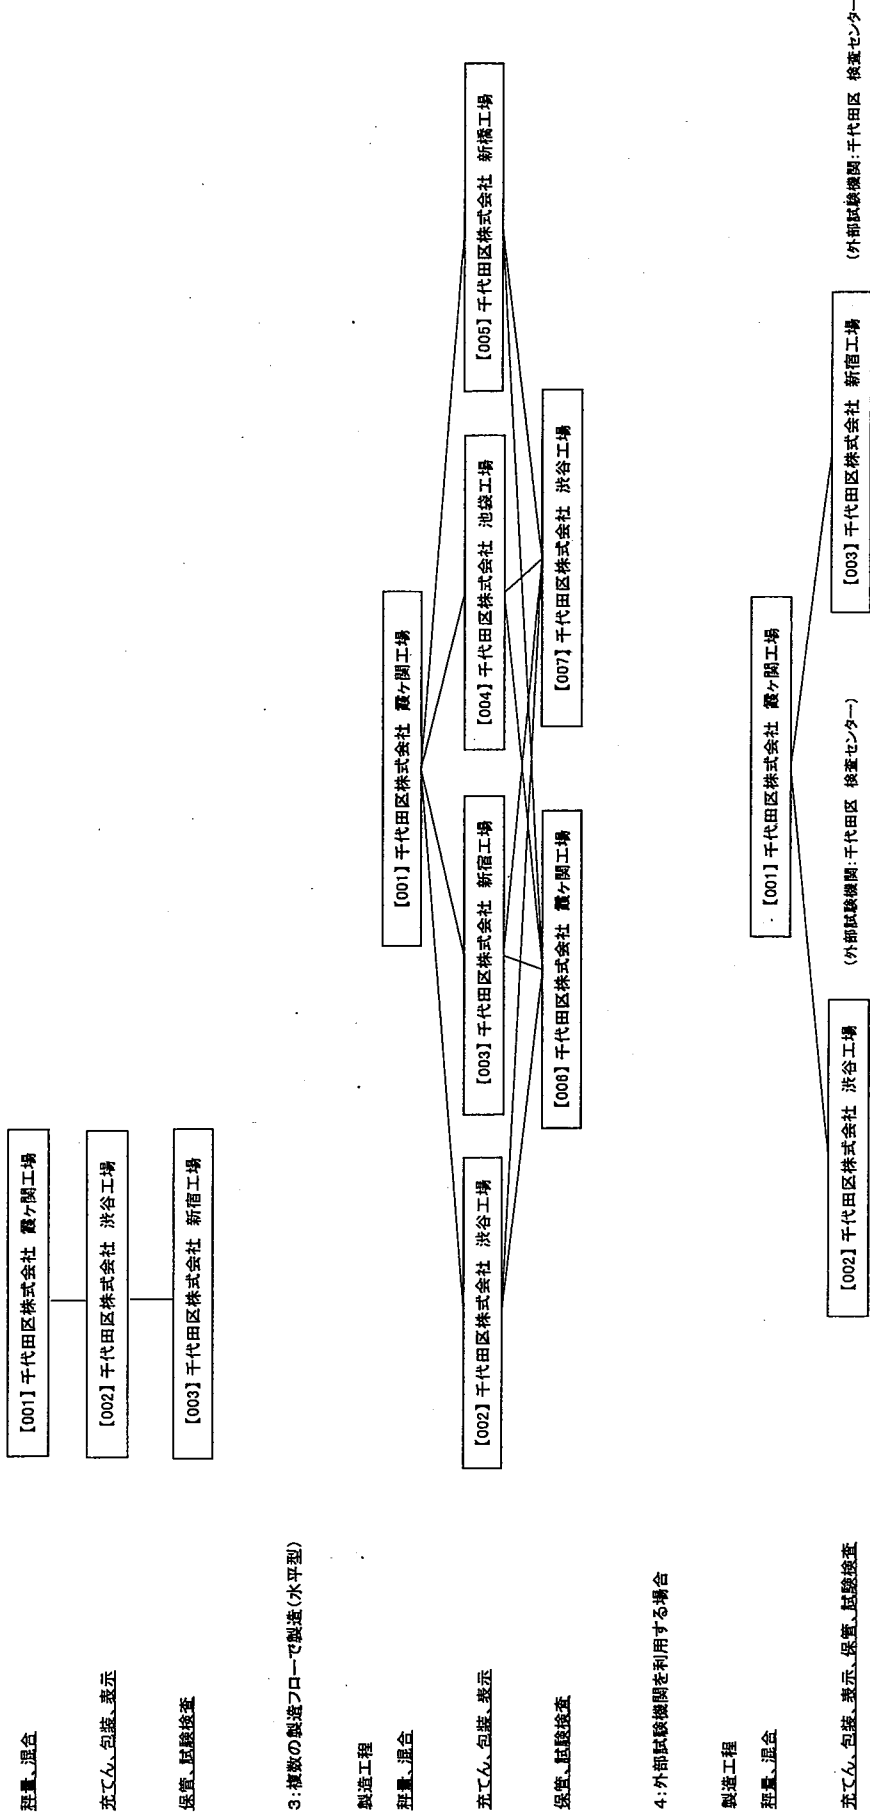 秤量、混合
[001] 千代田区株式会社 霞ヶ関工場
充てん、包装、表示
[002] 千代田区株式会社 渋谷工場
保管、試験検査
[003] 千代田区株式会社 新宿工場
3:複数の製造フローで製造(水平型)
製造工程
秤量、混合
[001] 千代田区株式会社 霞ヶ関工場
充てん、包装、表示
[002] 千代田区株式会社 渋谷工場
[003] 千代田区株式会社 新宿工場
[004] 千代田区株式会社 池袋工場
[005] 千代田区株式会社 新橋工場
保管、試験検査
[006] 千代田区株式会社 霞ヶ関工場
[007] 千代田区株式会社 渋谷工場
4:外部試験機関を利用する場合
製造工程
秤量、混合
[001] 千代田区株式会社 霞ヶ関工場
充てん、包装、表示、保管、試験検査
[002] 千代田区株式会社 渋谷工場
(外部試験機関:千代田区 検査センター)
[003] 千代田区株式会社 新宿工場
(外部試験機関:千代田区 検査センター